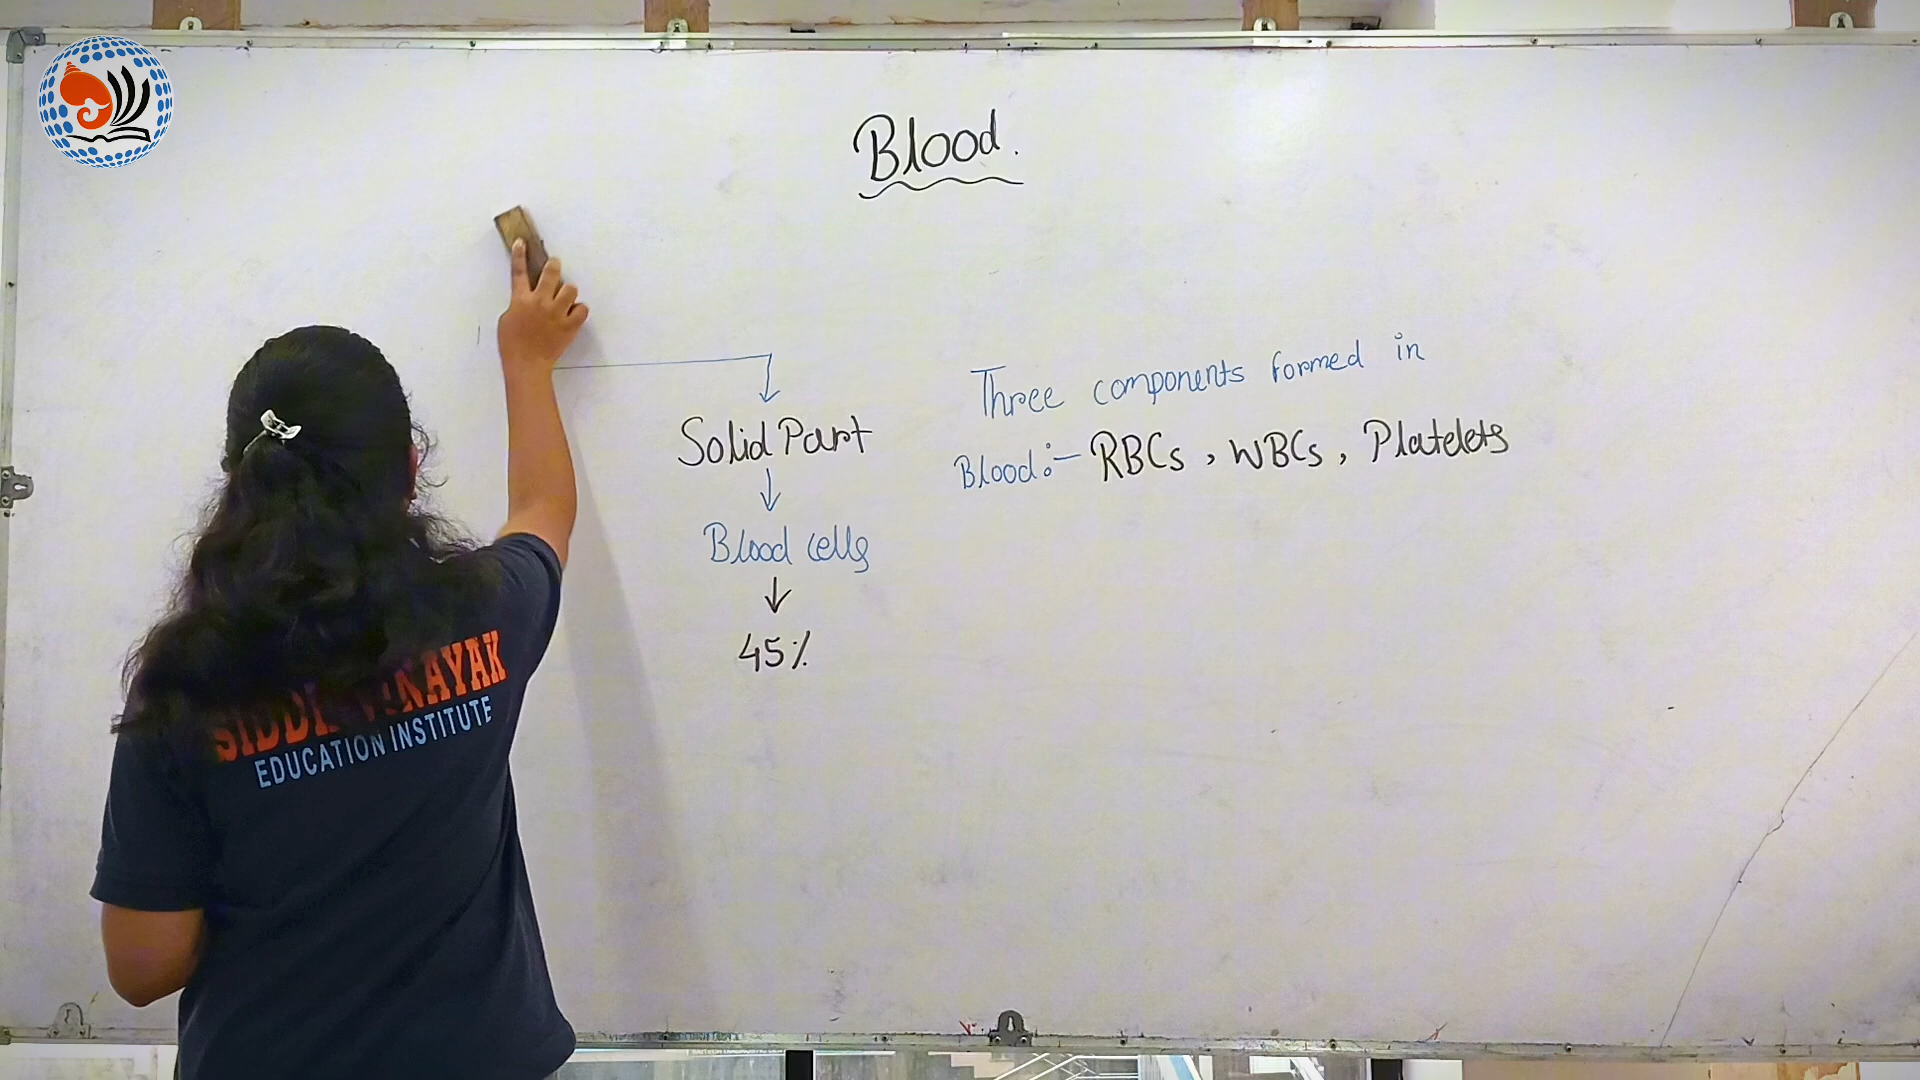 Blood.
Three components formed in
Blood:- RBCs, WBCs, Platelets
Solid Part
Blood cells
45%
EDUCATION INSTITUTE